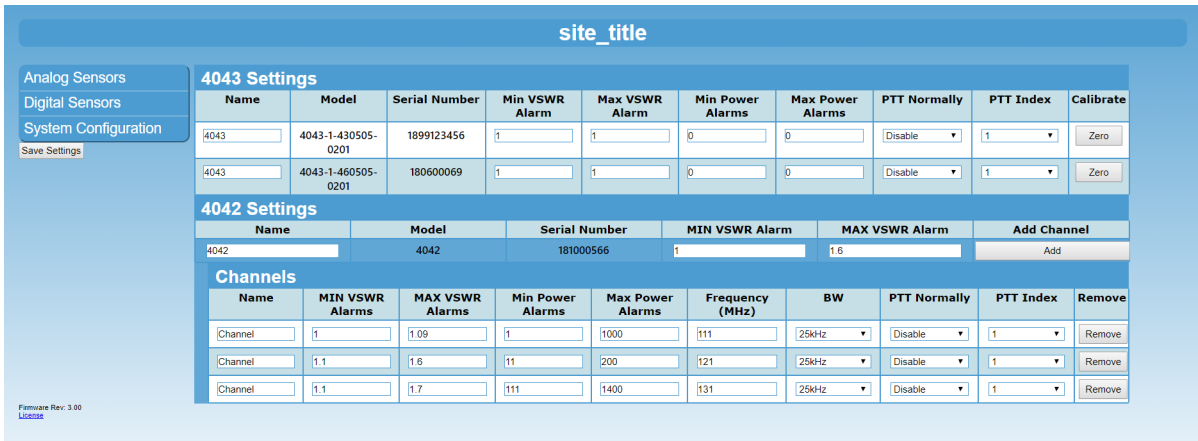 site_title
Analog Sensors
Digital Sensors
System Configuration
Save Settings
4043 Settings
Name Model Serial Number Min VSWR Alarm Max VSWR Alarm Min Power Alarms Max Power Alarms PTT Normally PTT Index Calibrate
4043 4043-1-430505-0201 1899123456 1 1 0 0 Disable 1 Zero
4043 4043-1-460505-0201 180600069 1 1 0 0 Disable 1 Zero
4042 Settings
Name Model Serial Number MIN VSWR Alarm MAX VSWR Alarm Add Channel
4042 4042 181000566 1 1.6 Add
Channels
Name MIN VSWR Alarms MAX VSWR Alarms Min Power Alarms Max Power Alarms Frequency (MHz) BW PTT Normally PTT Index Remove
Channel 1 1.09 1 1000 111 25kHz Disable 1 Remove
Channel 1.1 1.6 11 200 121 25kHz Disable 1 Remove
Channel 1.1 1.7 111 1400 131 25kHz Disable 1 Remove
Firmware Rev: 3.00
License